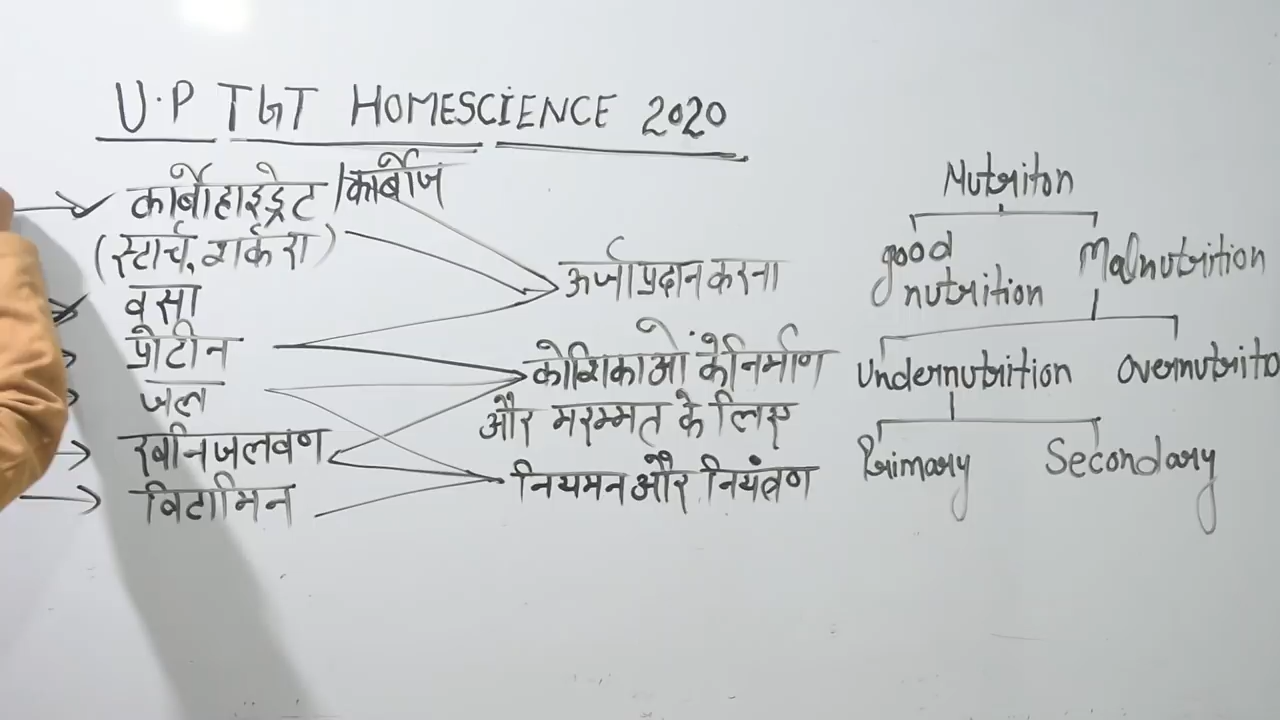 U.P TGT HOMESCIENCE 2020
कार्बोहाइड्रेट /कार्बोज
(स्टार्च, शर्करा)
वसा
प्रोटीन
जल
खनीजलवण
विटामिन
ऊर्जा प्रदान करना
कोशिकाओं के निर्माण
और मरम्मत के लिए
नियमन और नियंत्रण
Nutriton
good
nutrition
Malnutrition
Undernutrition
Overnutrito
Primary
Secondary